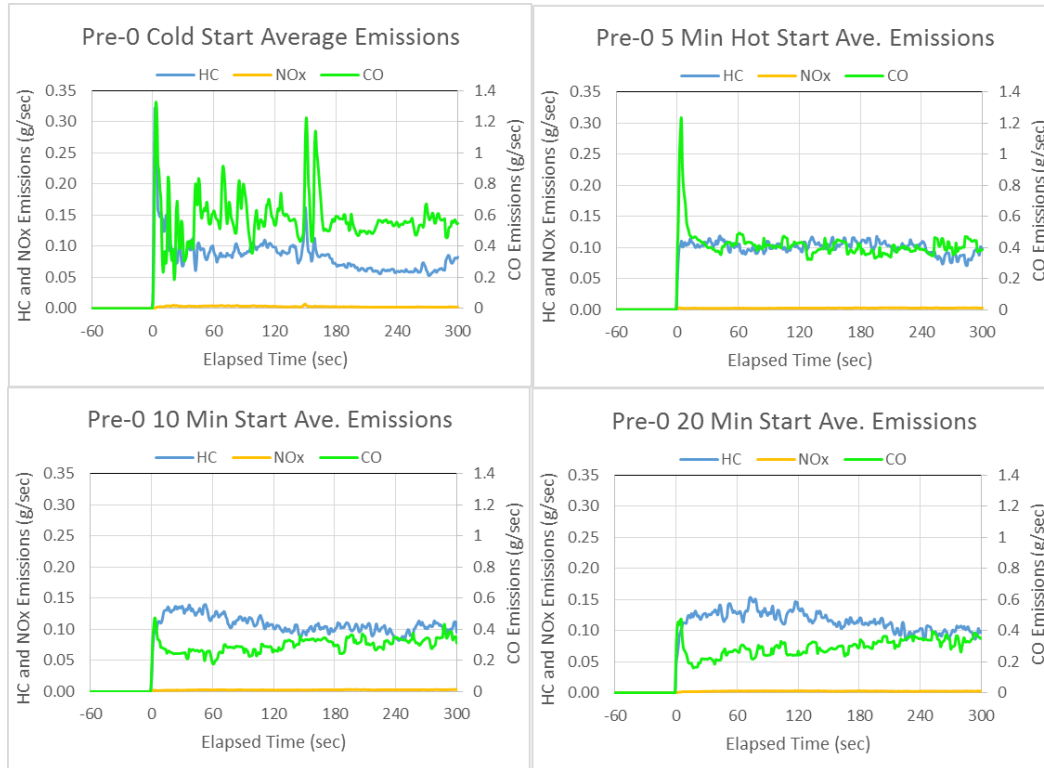 Pre-0 Cold Start Average Emissions
HC NOx CO
HC and NOx Emissions (g/sec)
0.35
0.30
0.25
0.20
0.15
0.10
0.05
0.00
1.4
1.2
1
0.8
0.6
0.4
0.2
0
CO Emissions (g/sec)
-60 0 60 120 180 240 300
Elapsed Time (sec)
Pre-0 5 Min Hot Start Ave. Emissions
HC NOx CO
HC and NOx Emissions (g/sec)
0.35
0.30
0.25
0.20
0.15
0.10
0.05
0.00
1.4
1.2
1
0.8
0.6
0.4
0.2
0
CO Emissions (g/sec)
-60 0 60 120 180 240 300
Elapsed Time (sec)
Pre-0 10 Min Start Ave. Emissions
HC NOx CO
HC and NOx Emissions (g/sec)
0.35
0.30
0.25
0.20
0.15
0.10
0.05
0.00
1.4
1.2
1
0.8
0.6
0.4
0.2
0
CO Emissions (g/sec)
-60 0 60 120 180 240 300
Elapsed Time (sec)
Pre-0 20 Min Start Ave. Emissions
HC NOx CO
HC and NOx Emissions (g/sec)
0.35
0.30
0.25
0.20
0.15
0.10
0.05
0.00
1.4
1.2
1
0.8
0.6
0.4
0.2
0
CO Emissions (g/sec)
-60 0 60 120 180 240 300
Elapsed Time (sec)